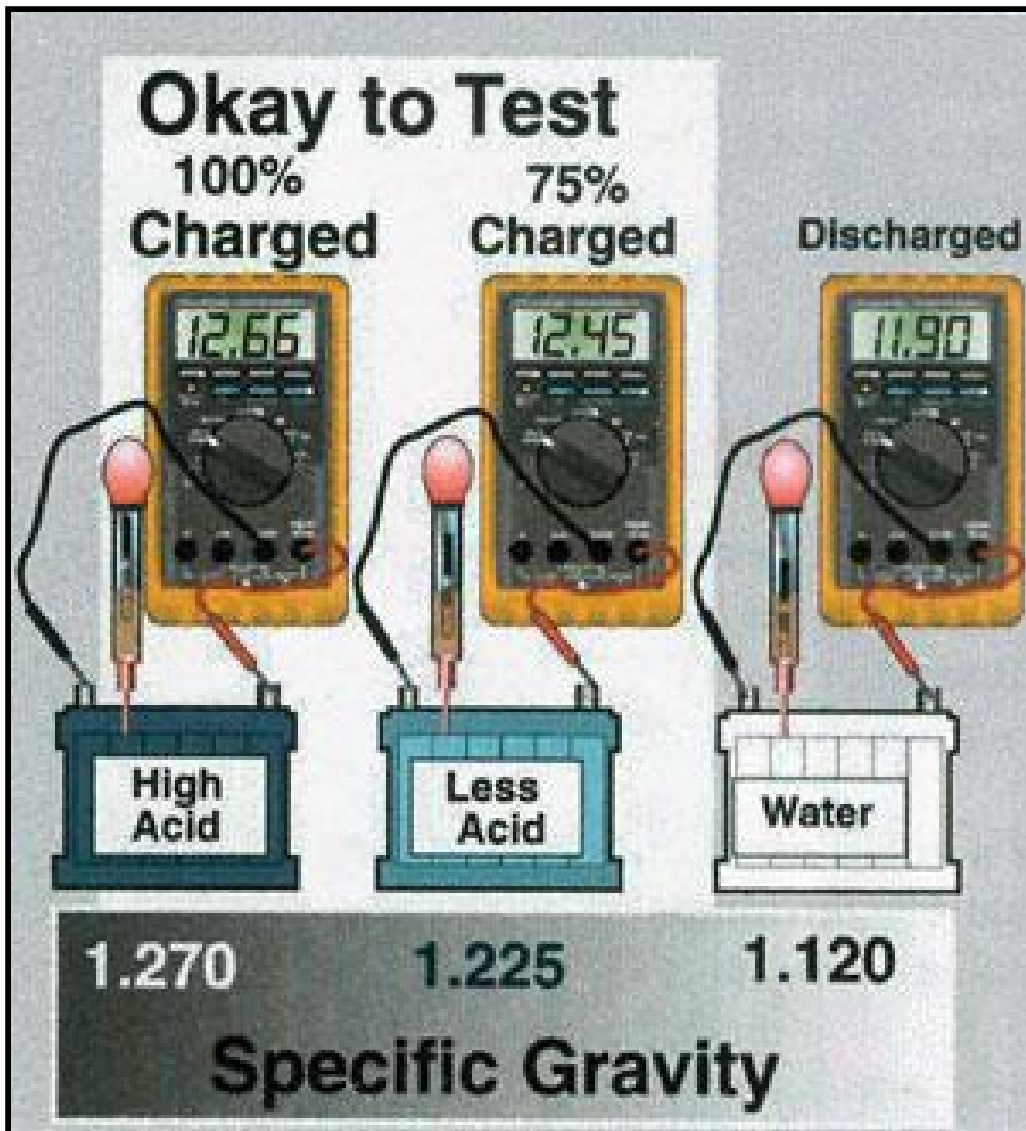 Okay to Test
100%
Charged
75%
Charged
Discharged
12.66
12.45
11.90
High
Acid
Less
Acid
Water
1.270
1.225
1.120
Specific Gravity